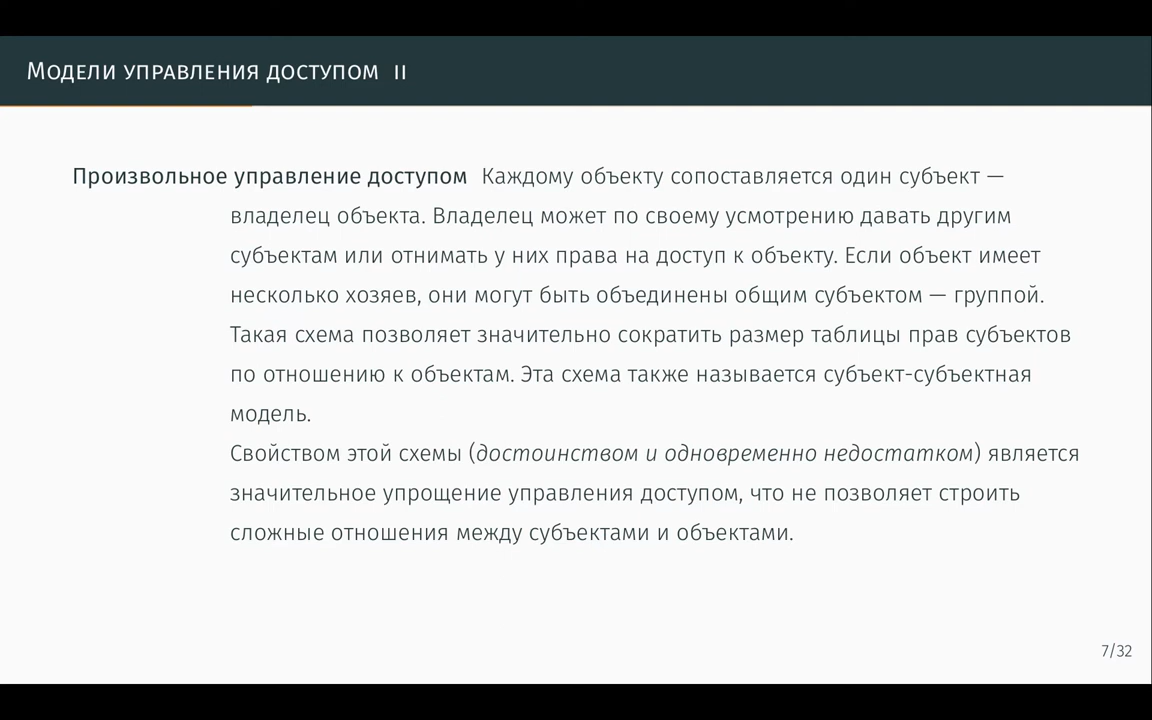 Модели управления доступом II
Произвольное управление доступом Каждому объекту сопоставляется один субъект —
владелец объекта. Владелец может по своему усмотрению давать другим
субъектам или отнимать у них права на доступ к объекту. Если объект имеет
несколько хозяев, они могут быть объединены общим субъектом — группой.
Такая схема позволяет значительно сократить размер таблицы прав субъектов
по отношению к объектам. Эта схема также называется субъект-субъектная
модель.
Свойством этой схемы (достоинством и одновременно недостатком) является
значительное упрощение управления доступом, что не позволяет строить
сложные отношения между субъектами и объектами.
7/32